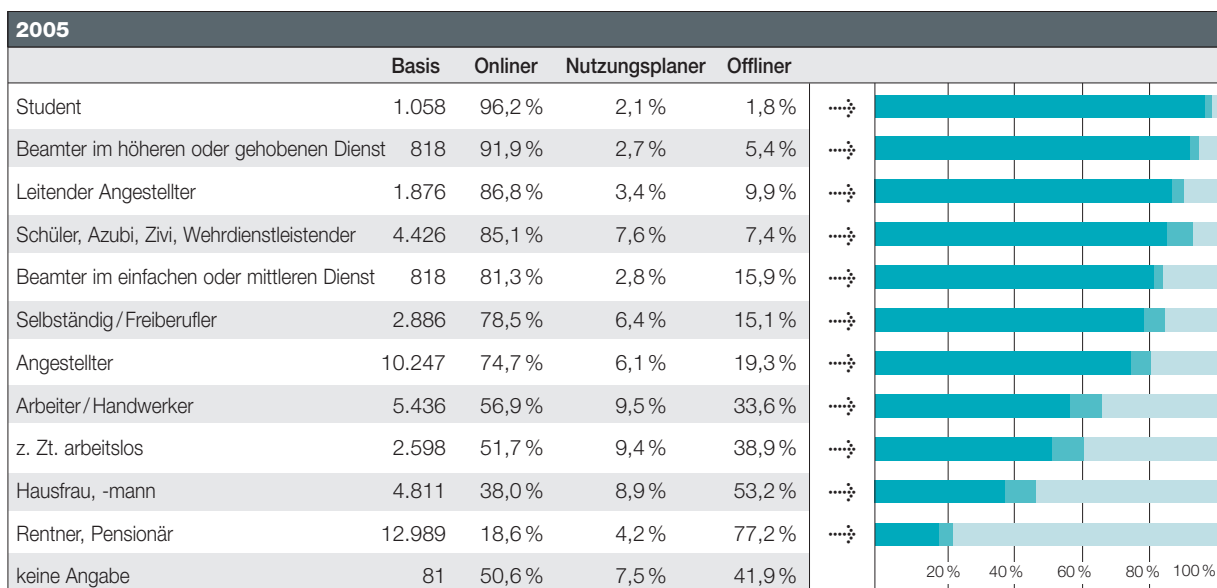 2005
Basis Onliner Nutzungsplaner Offliner
Student 1.058 96,2 % 2,1 % 1,8 %
Beamter im höheren oder gehobenen Dienst 818 91,9 % 2,7 % 5,4 %
Leitender Angestellter 1.876 86,8 % 3,4 % 9,9 %
Schüler, Azubi, Zivi, Wehrdienstleistender 4.426 85,1 % 7,6 % 7,4 %
Beamter im einfachen oder mittleren Dienst 818 81,3 % 2,8 % 15,9 %
Selbständig / Freiberufler 2.886 78,5 % 6,4 % 15,1 %
Angestellter 10.247 74,7 % 6,1 % 19,3 %
Arbeiter / Handwerker 5.436 56,9 % 9,5 % 33,6 %
z. Zt. arbeitslos 2.598 51,7 % 9,4 % 38,9 %
Hausfrau, -mann 4.811 38,0 % 8,9 % 53,2 %
Rentner, Pensionär 12.989 18,6 % 4,2 % 77,2 %
keine Angabe 81 50,6 % 7,5 % 41,9 % 20 % 40 % 60 % 80 % 100 %